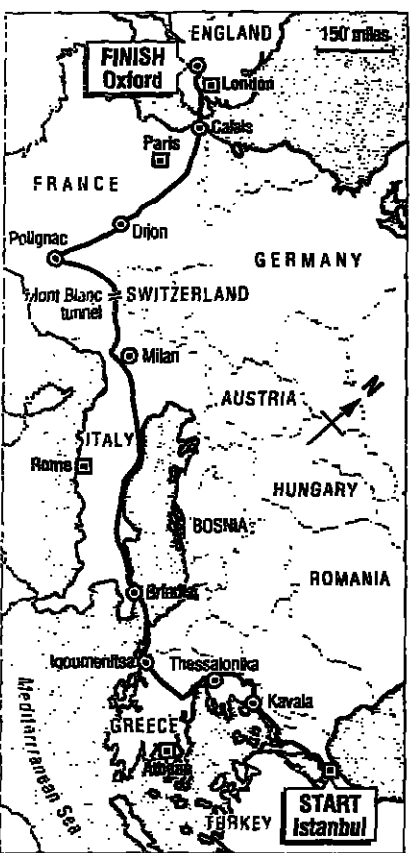 ENGLAND
150 miles
FINISH
Oxford
London
Calais
Paris
FRANCE
Dijon
Polignac
GERMANY
Mont Blanc
tunnel
SWITZERLAND
Milan
AUSTRIA
N
ITALY
Rome
HUNGARY
BOSNIA
ROMANIA
Brindisi
Igoumenitsa
Thessalonika
Kavala
Mediterranean Sea
GREECE
Athens
START
Istanbul
TURKEY